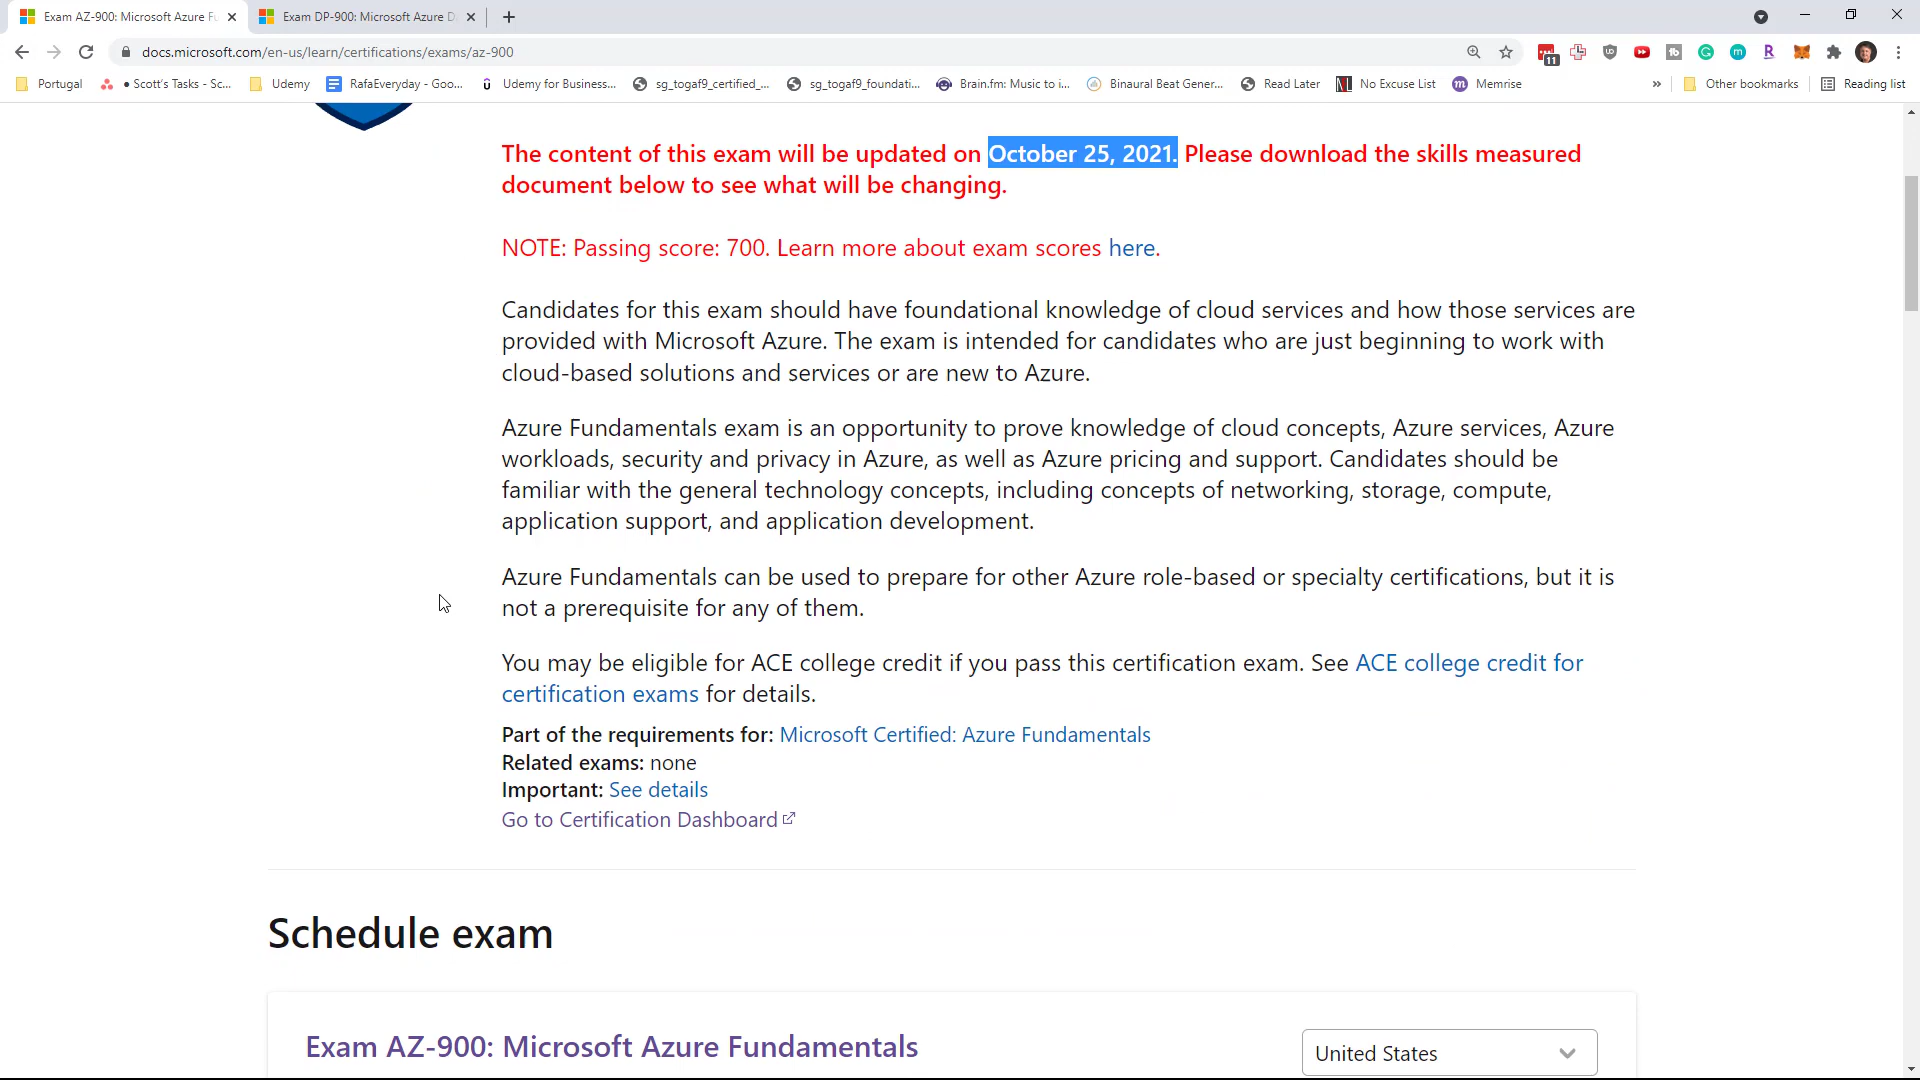 Exam AZ-900: Microsoft Azure Fu
Exam DP-900: Microsoft Azure D
docs.microsoft.com/en-us/learn/certifications/exams/az-900
11
Portugal
• Scott's Tasks - Sc...
Udemy
RafaEveryday - Goo...
Udemy for Business...
sg_togaf9_certified_...
sg_togaf9_foundati...
Brain.fm: Music to i...
Binaural Beat Gener...
Read Later
No Excuse List
Memrise
»
Other bookmarks
Reading list
The content of this exam will be updated on October 25, 2021. Please download the skills measured
document below to see what will be changing.
NOTE: Passing score: 700. Learn more about exam scores here.
Candidates for this exam should have foundational knowledge of cloud services and how those services are
provided with Microsoft Azure. The exam is intended for candidates who are just beginning to work with
cloud-based solutions and services or are new to Azure.
Azure Fundamentals exam is an opportunity to prove knowledge of cloud concepts, Azure services, Azure
workloads, security and privacy in Azure, as well as Azure pricing and support. Candidates should be
familiar with the general technology concepts, including concepts of networking, storage, compute,
application support, and application development.
Azure Fundamentals can be used to prepare for other Azure role-based or specialty certifications, but it is
not a prerequisite for any of them.
You may be eligible for ACE college credit if you pass this certification exam. See ACE college credit for
certification exams for details.
Part of the requirements for: Microsoft Certified: Azure Fundamentals
Related exams: none
Important: See details
Go to Certification Dashboard
Schedule exam
Exam AZ-900: Microsoft Azure Fundamentals
United States